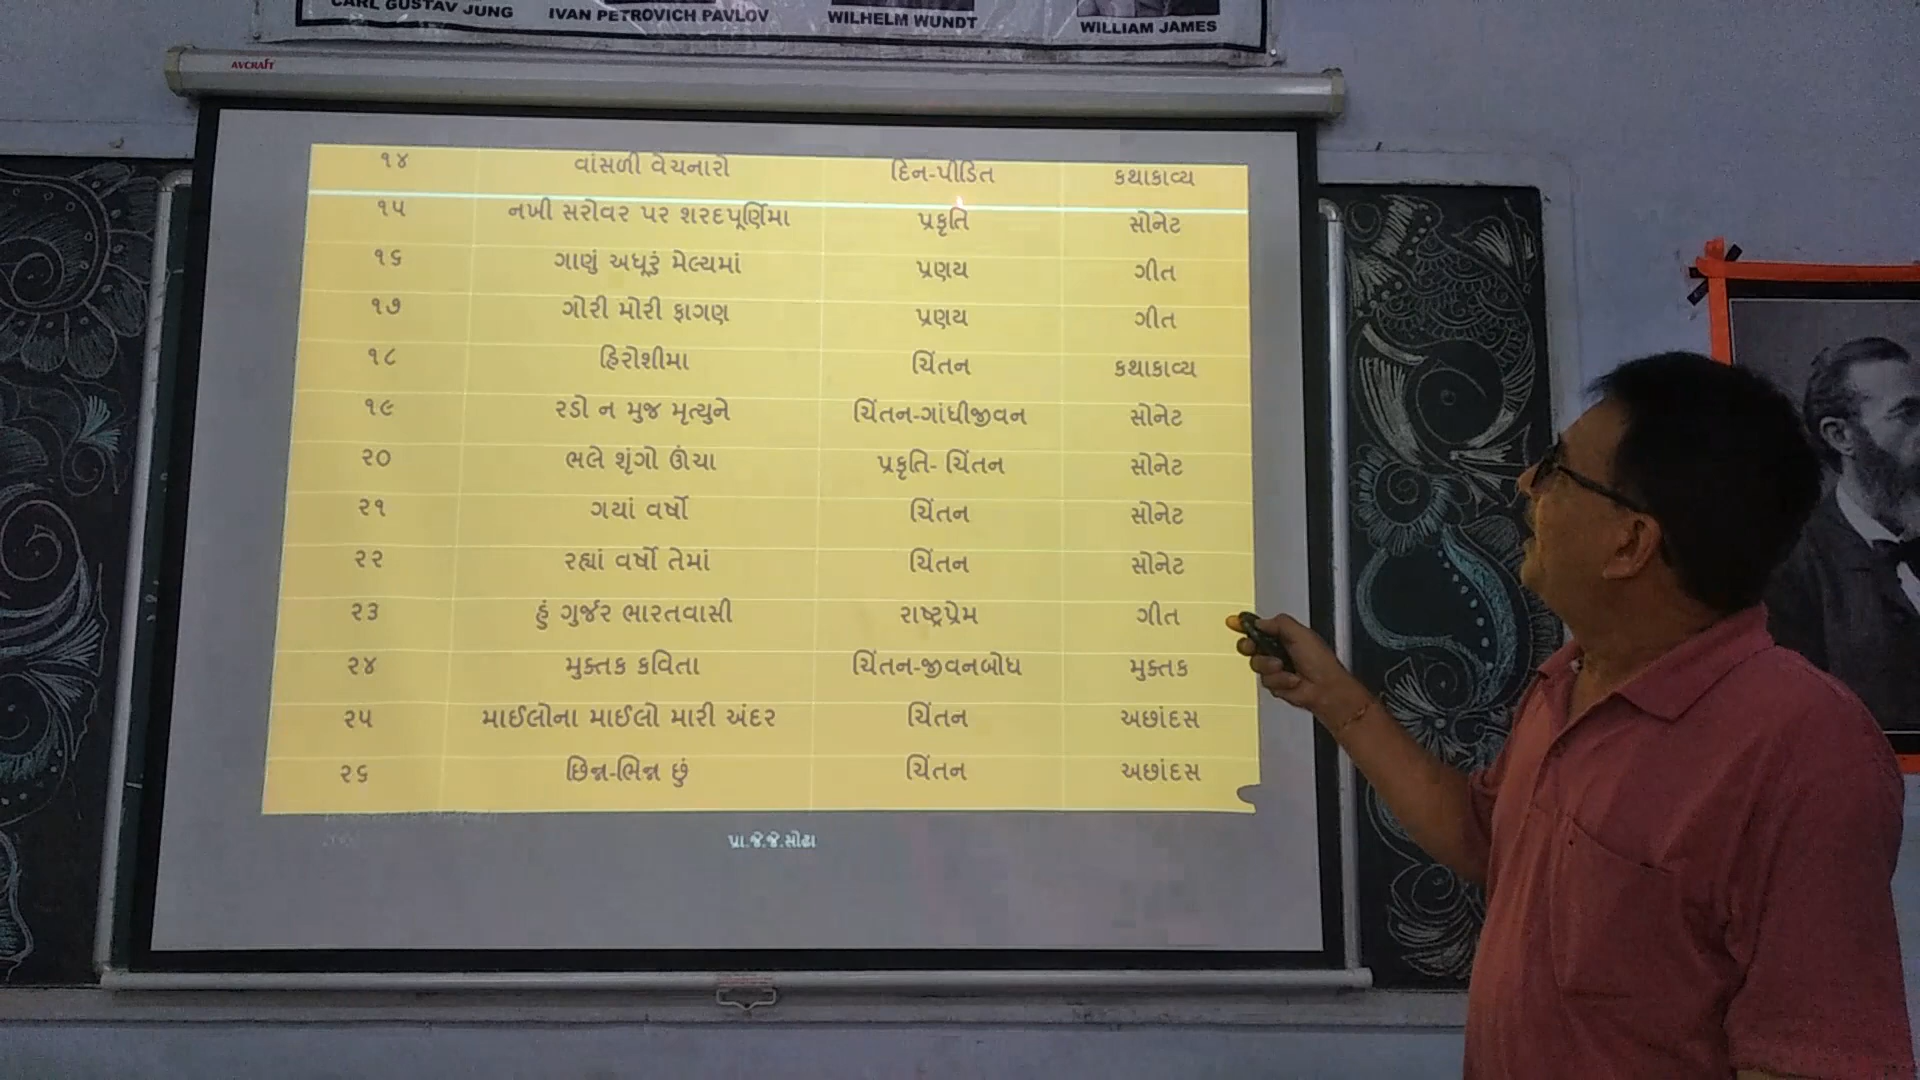 CARL GUSTAV JUNG IVAN PETROVICH PAVLOV WILHELM WUNDT WILLIAM JAMES
AVCRAFT
૧૪ વાંસળી વેચનારો દિન-પીડિત કથાકાવ્ય
૧૫ નખી સરોવર પર શરદપૂર્ણિમા પ્રકૃતિ સોનેટ
૧૬ ગાણું અધૂરું મેલ્યમાં પ્રણય ગીત
૧૭ ગોરી મોરી ફાગણ પ્રણય ગીત
૧૮ હિરોશીમા ચિંતન કથાકાવ્ય
૧૯ રડો ન મુજ મૃત્યુને ચિંતન-ગાંધીજીવન સોનેટ
૨૦ ભલે શૃંગો ઊંચા પ્રકૃતિ- ચિંતન સોનેટ
૨૧ ગયાં વર્ષો ચિંતન સોનેટ
૨૨ રહ્યાં વર્ષો તેમાં ચિંતન સોનેટ
૨૩ હું ગુર્જર ભારતવાસી રાષ્ટ્રપ્રેમ ગીત
૨૪ મુક્તક કવિતા ચિંતન-જીવનબોધ મુક્તક
૨૫ માઈલોના માઈલો મારી અંદર ચિંતન અછાંદસ
૨૬ છિન્ન-ભિન્ન છું ચિંતન અછાંદસ
પ્રા.જે.જે.સોઢા